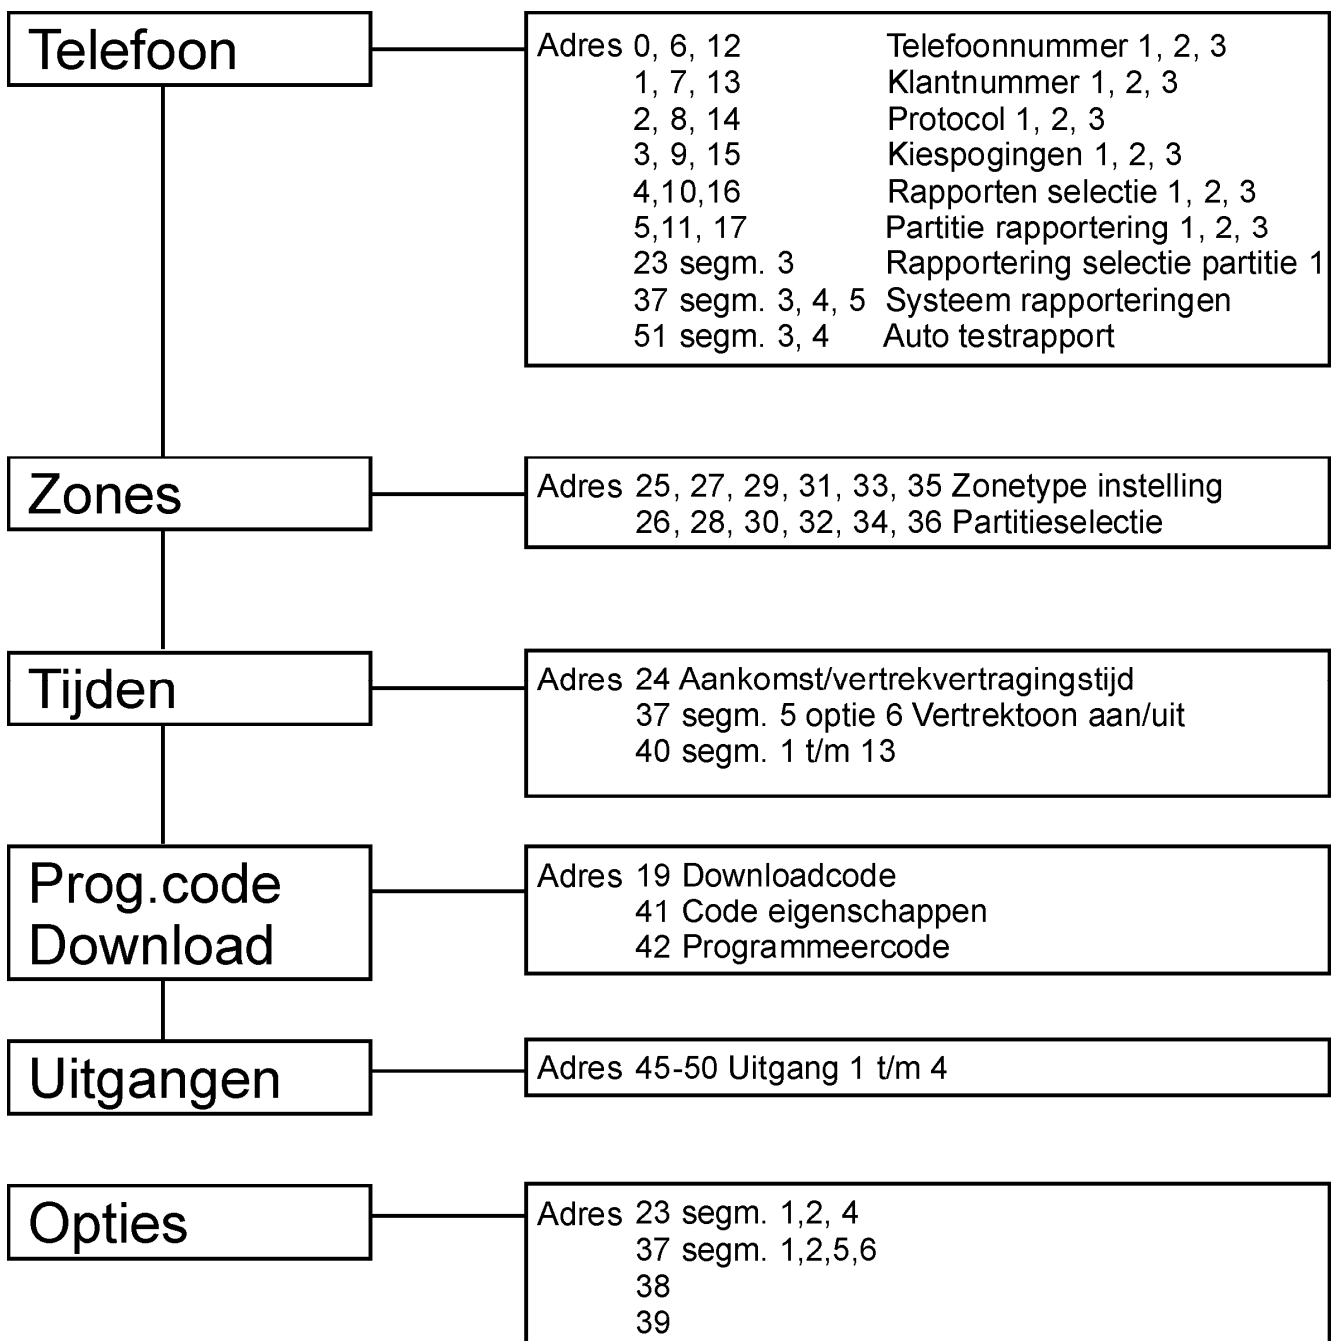 Telefoon
Adres 0, 6, 12 Telefoonnummer 1, 2, 3
1, 7, 13 Klantnummer 1, 2, 3
2, 8, 14 Protocol 1, 2, 3
3, 9, 15 Kiespogingen 1, 2, 3
4,10,16 Rapporten selectie 1, 2, 3
5,11, 17 Partitie rapportering 1, 2, 3
23 segm. 3 Rapportering selectie partitie 1
37 segm. 3, 4, 5 Systeem rapporteringen
51 segm. 3, 4 Auto testrapport
Zones
Adres 25, 27, 29, 31, 33, 35 Zonetype instelling
26, 28, 30, 32, 34, 36 Partitieselectie
Tijden
Adres 24 Aankomst/vertrekvertragingstijd
37 segm. 5 optie 6 Vertrektoon aan/uit
40 segm. 1 t/m 13
Prog.code
Download
Adres 19 Downloadcode
41 Code eigenschappen
42 Programmeercode
Uitgangen
Adres 45-50 Uitgang 1 t/m 4
Opties
Adres 23 segm. 1,2, 4
37 segm. 1,2,5,6
38
39